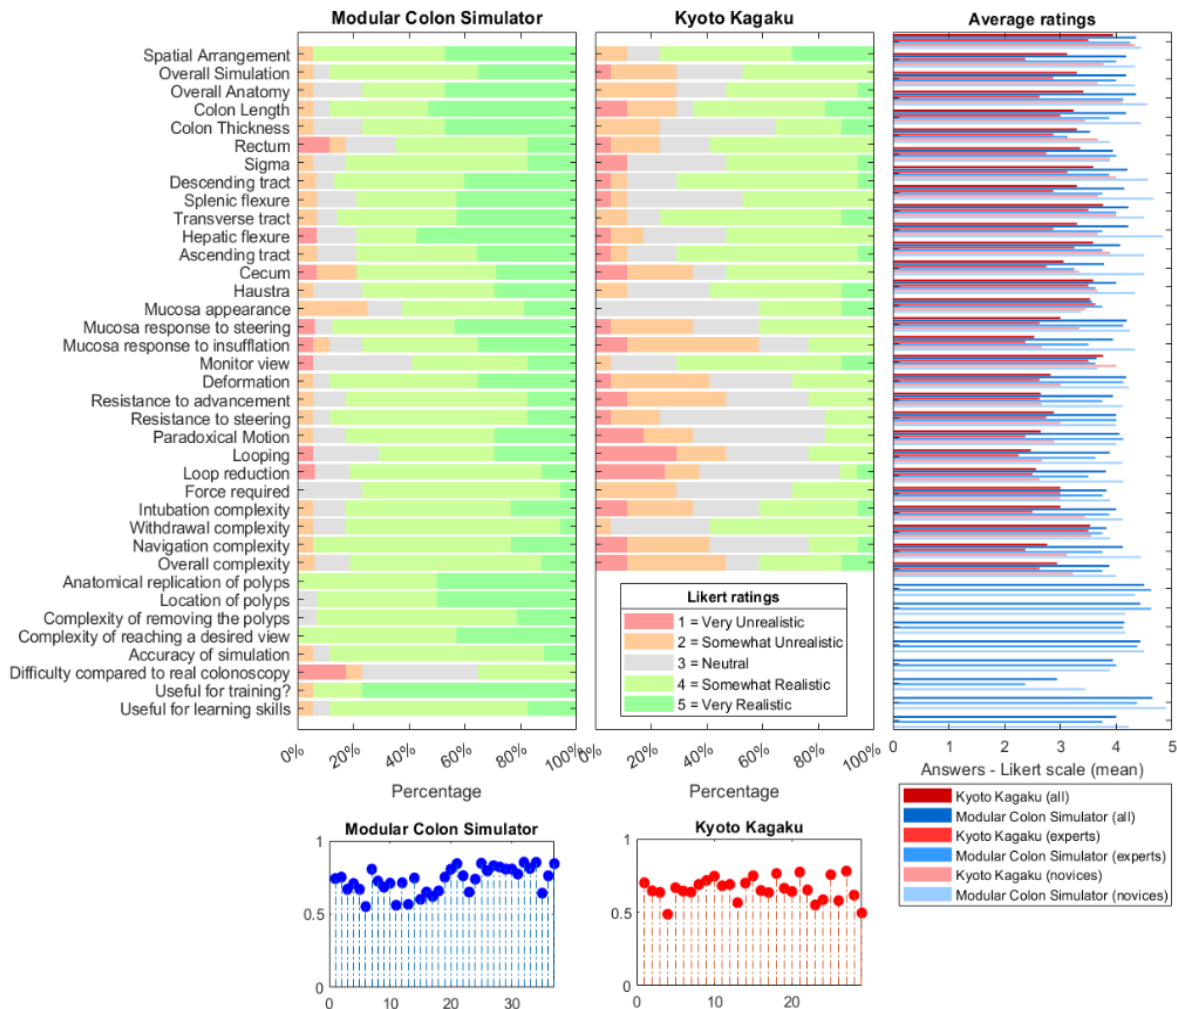 Modular Colon Simulator
Kyoto Kagaku
Average ratings
Spatial Arrangement
Overall Simulation
Overall Anatomy
Colon Length
Colon Thickness
Rectum
Sigma
Descending tract
Splenic flexure
Transverse tract
Hepatic flexure
Ascending tract
Cecum
Haustra
Mucosa appearance
Mucosa response to steering
Mucosa response to insufflation
Monitor view
Deformation
Resistance to advancement
Resistance to steering
Paradoxical Motion
Looping
Loop reduction
Force required
Intubation complexity
Withdrawal complexity
Navigation complexity
Overall complexity
Anatomical replication of polyps
Location of polyps
Complexity of removing the polyps
Complexity of reaching a desired view
Accuracy of simulation
Difficulty compared to real colonoscopy
Useful for training?
Useful for learning skills
Likert ratings
1 = Very Unrealistic
2 = Somewhat Unrealistic
3 = Neutral
4 = Somewhat Realistic
5 = Very Realistic
0% 20% 40% 60% 80% 100%
Percentage
0% 20% 40% 60% 80% 100%
Percentage
0 1 2 3 4 5
Answers - Likert scale (mean)
Kyoto Kagaku (all)
Modular Colon Simulator (all)
Kyoto Kagaku (experts)
Modular Colon Simulator (experts)
Kyoto Kagaku (novices)
Modular Colon Simulator (novices)
Modular Colon Simulator
1
0.5
0
0 10 20 30
Kyoto Kagaku
1
0.5
0
0 10 20